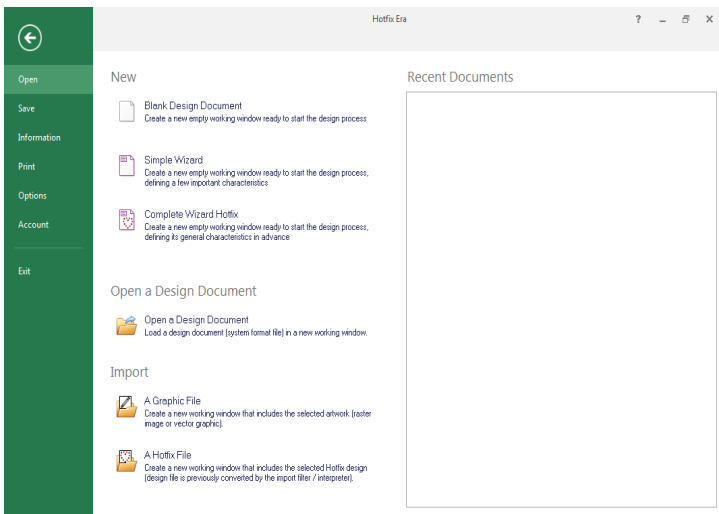 Hotfix Era
?
Open
Save
Information
Print
Options
Account
Exit
New
Blank Design Document
Create a new empty working window ready to start the design process
Simple Wizard
Create a new empty working window ready to start the design process,
defining a few important characteristics
Complete Wizard Hotfix
Create a new empty working window ready to start the design process,
defining its general characteristics in advance
Open a Design Document
Open a Design Document
Load a design document (system format file) in a new working window.
Import
A Graphic File
Create a new working window that includes the selected artwork (raster
image or vector graphic).
A Hotfix File
Create a new working window that includes the selected Hotfix design
(design file is previously converted by the import filter / interpreter).
Recent Documents